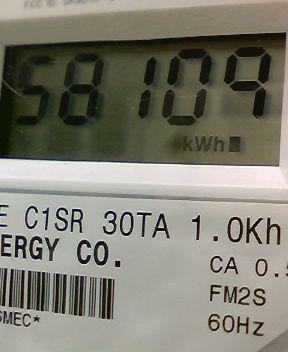 58109
kWh
E C1SR 30TA 1.0Kh
ERGY CO.
CA 0.5
FM2S
60Hz
SMEC*